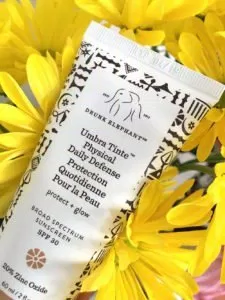 DRUNK ELEPHANT™
Umbra Tinte™
Physical
Daily Defense
Protection
Quotidienne
Pour la Peau
protect + glow
BROAD SPECTRUM
SUNSCREEN
SPF 30
20% Zinc Oxide
60 ml / 2 fl